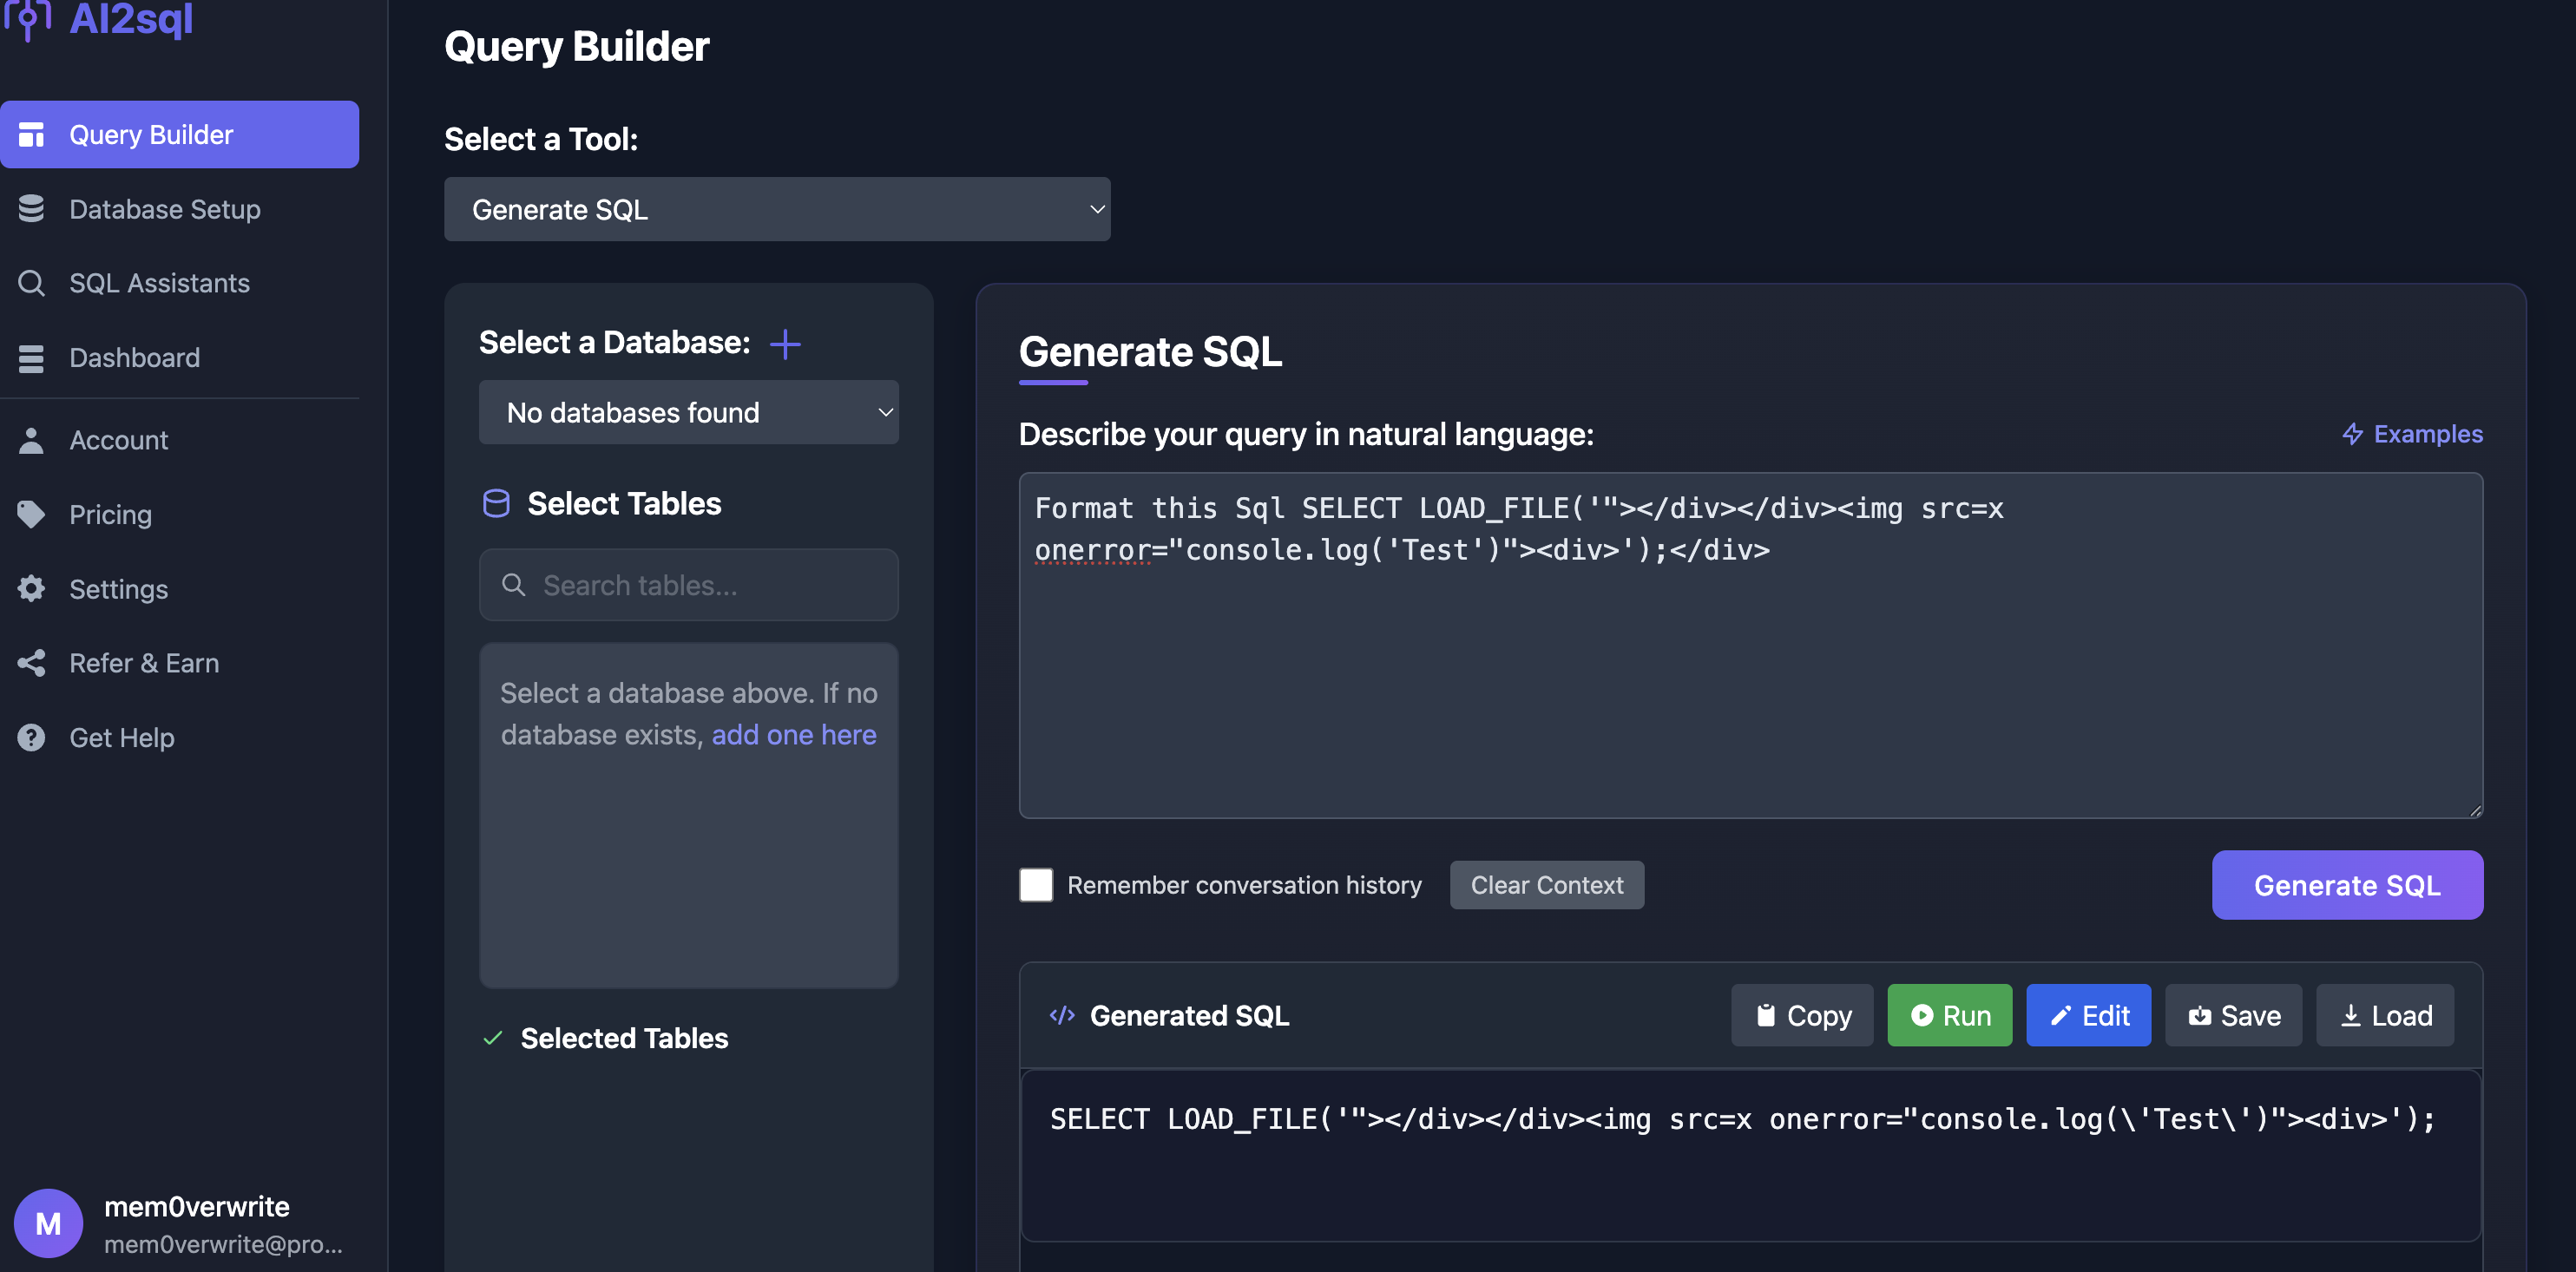 AI2sql
Query Builder
Database Setup
SQL Assistants
Dashboard
Account
Pricing
Settings
Refer & Earn
Get Help
M
mem0verwrite
mem0verwrite@pro...
Query Builder
Select a Tool:
Generate SQL
Select a Database:
No databases found
Select Tables
Search tables...
Select a database above. If no
database exists, add one here
Selected Tables
Generate SQL
Describe your query in natural language:
Examples
Format this Sql SELECT LOAD_FILE('"></div></div><img src=x
onerror="console.log('Test')"><div>');</div>
Remember conversation history
Clear Context
Generate SQL
Generated SQL
Copy
Run
Edit
Save
Load
SELECT LOAD_FILE('"></div></div><img src=x onerror="console.log(\'Test\')"><div>');